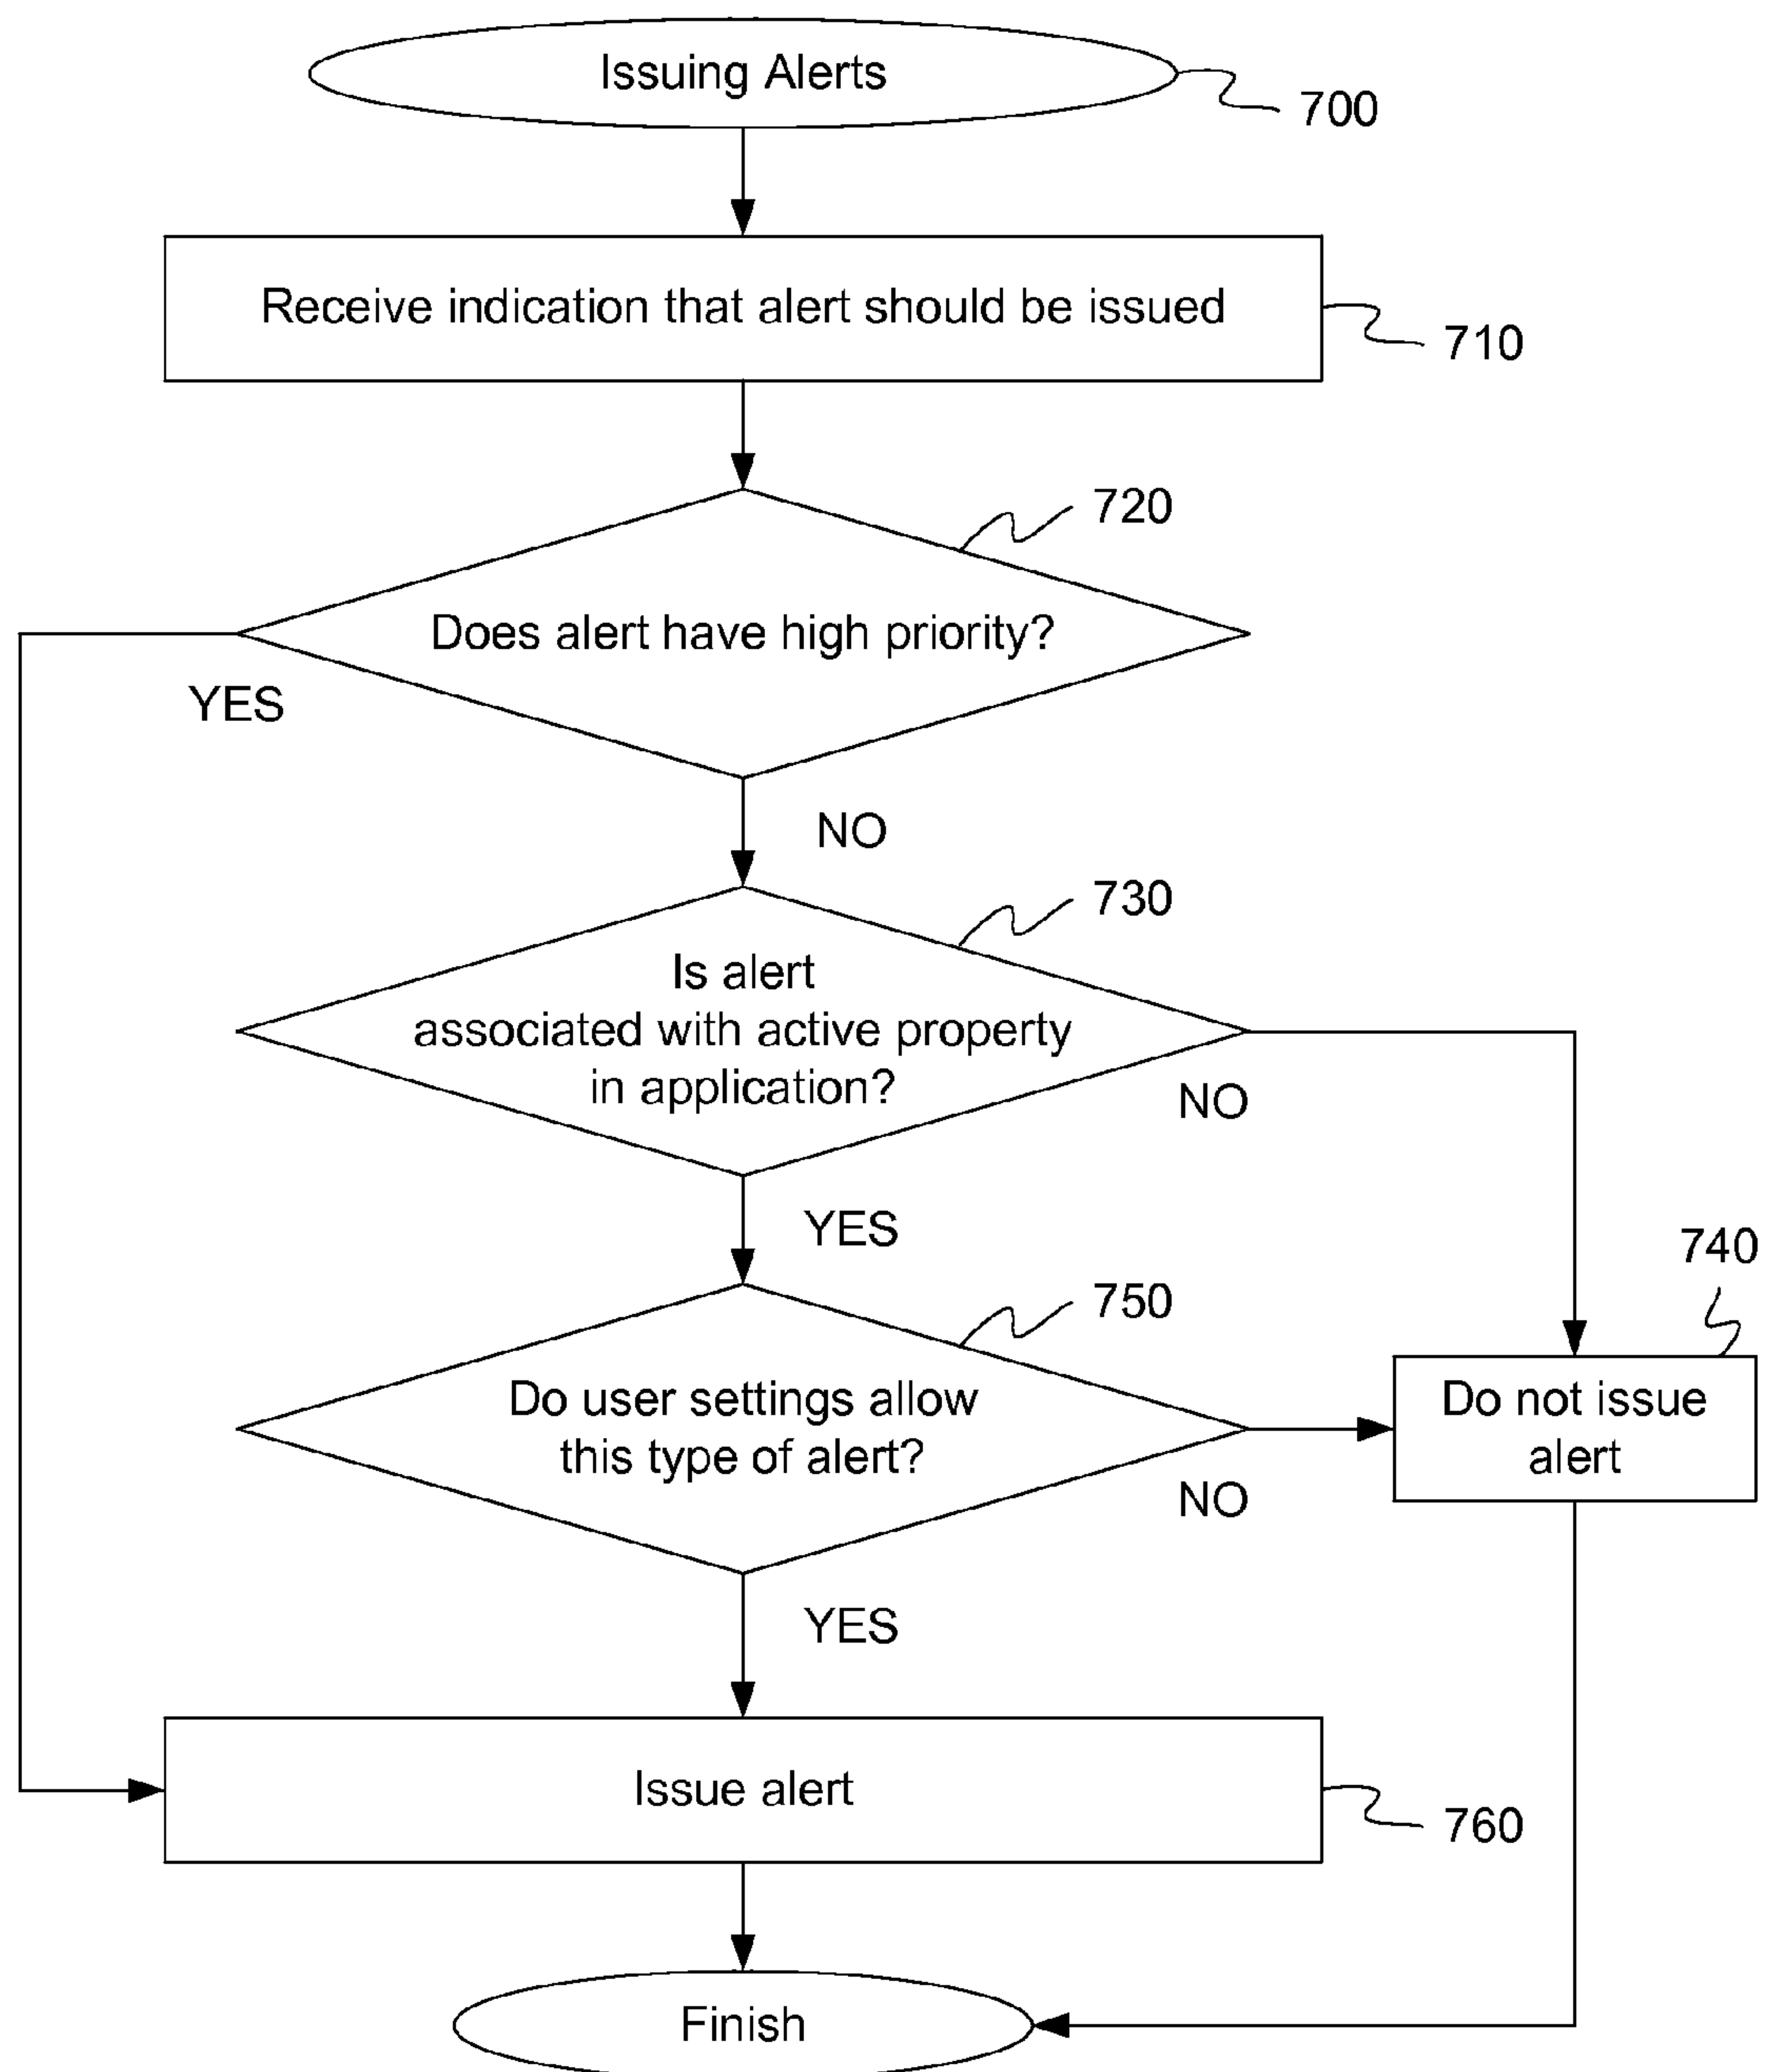 Issuing Alerts
700
Receive indication that alert should be issued
710
720
Does alert have high priority?
YES
NO
730
Is alert
associated with active property
in application?
NO
YES
740
750
Do user settings allow
this type of alert?
Do not issue
alert
NO
YES
Issue alert
760
Finish